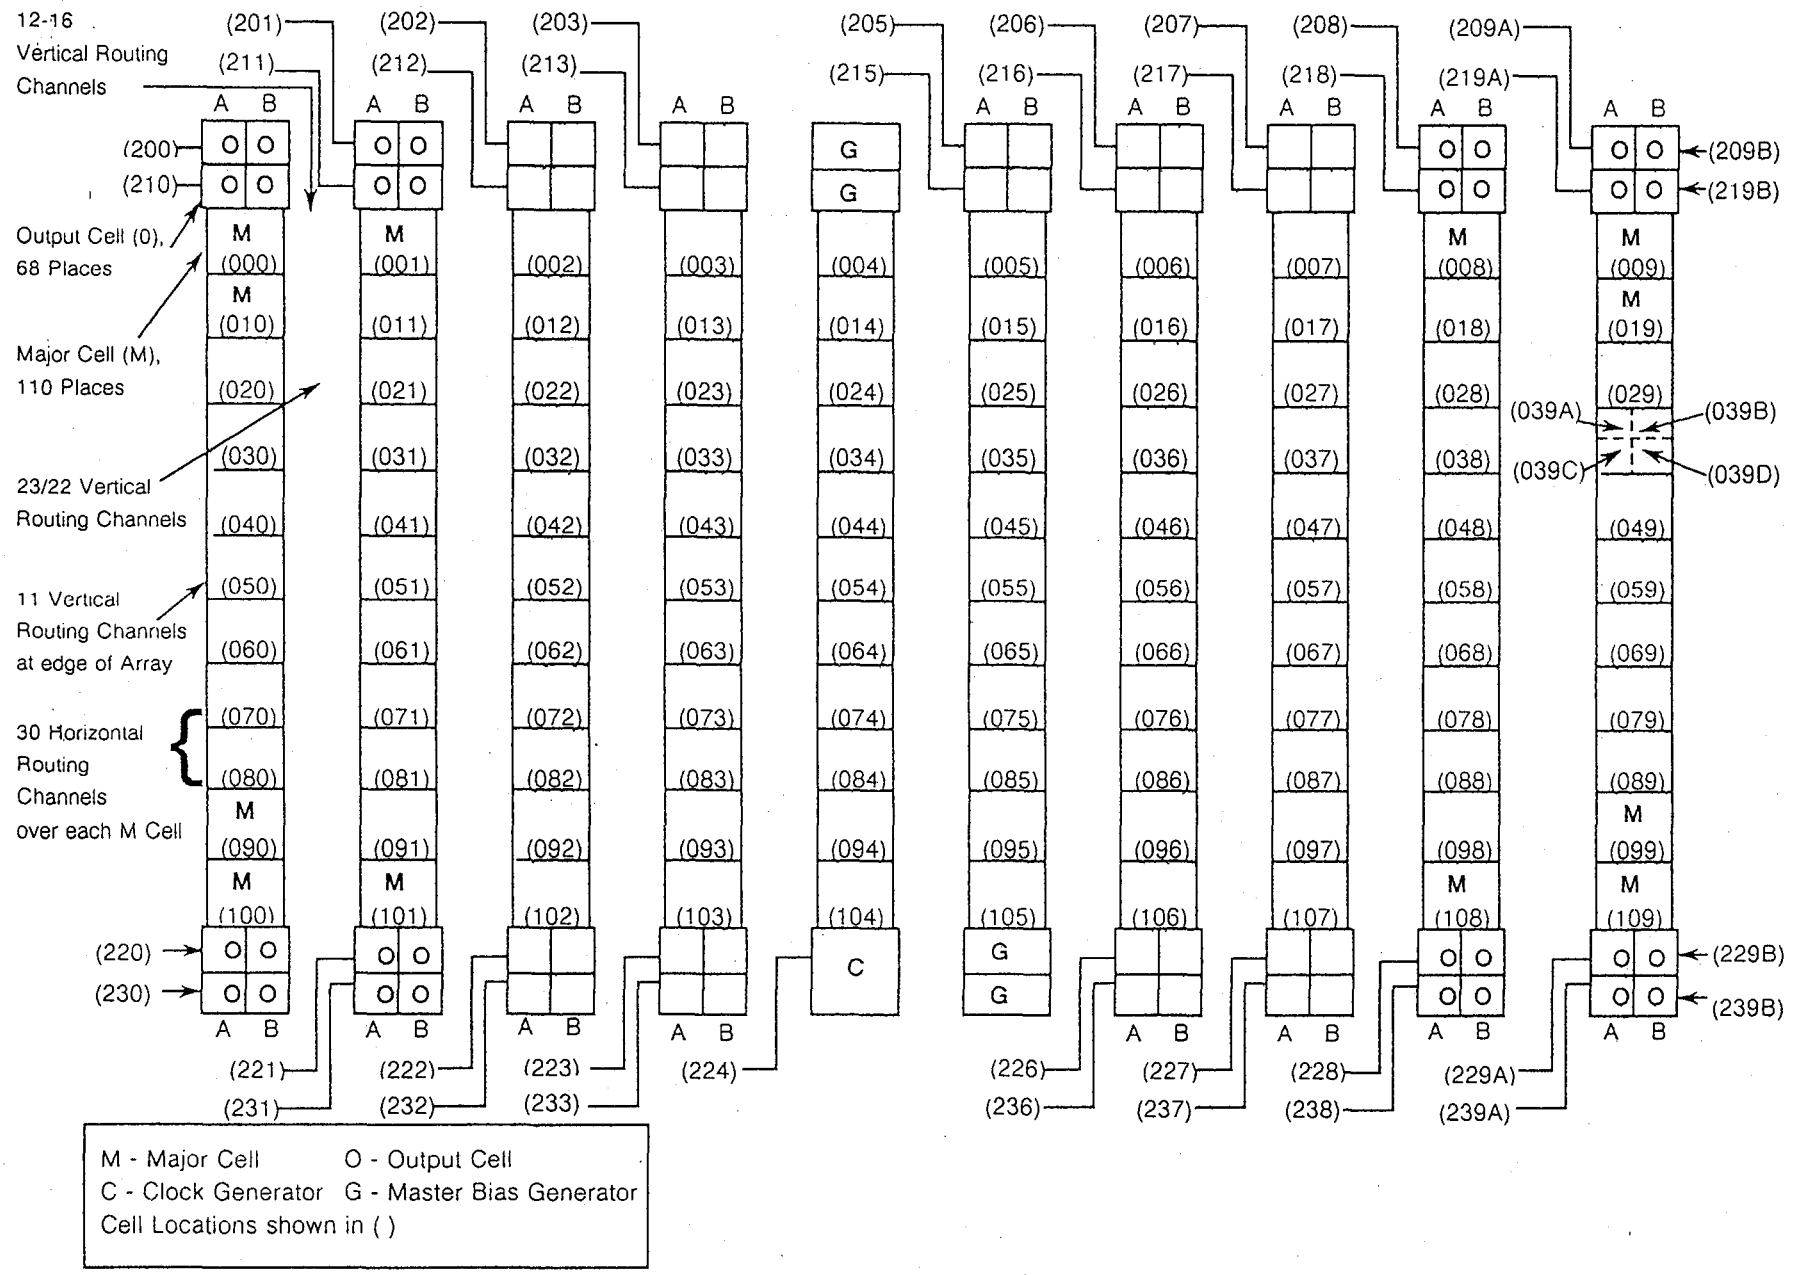 12-16
Vertical Routing
Channels
(201) (202) (203) (205) (206) (207) (208) (209A)
(211) (212) (213) (215) (216) (217) (218) (219A)
A B A B A B A B A B A B A B A B A B
(200) O O O O G O O O O (209B)
(210) O O O O G O O O O (219B)
Output Cell (0),
68 Places
M M M M
(000) (001) (002) (003) (004) (005) (006) (007) (008) (009)
M M
(010) (011) (012) (013) (014) (015) (016) (017) (018) (019)
Major Cell (M),
110 Places
(020) (021) (022) (023) (024) (025) (026) (027) (028) (029)
(039A) (039B)
(030) (031) (032) (033) (034) (035) (036) (037) (038)
(039C) (039D)
23/22 Vertical
Routing Channels
(040) (041) (042) (043) (044) (045) (046) (047) (048) (049)
(050) (051) (052) (053) (054) (055) (056) (057) (058) (059)
11 Vertical
Routing Channels
at edge of Array
(060) (061) (062) (063) (064) (065) (066) (067) (068) (069)
(070) (071) (072) (073) (074) (075) (076) (077) (078) (079)
30 Horizontal
Routing
Channels
over each M Cell
(080) (081) (082) (083) (084) (085) (086) (087) (088) (089)
M M
(090) (091) (092) (093) (094) (095) (096) (097) (098) (099)
M M M M
(100) (101) (102) (103) (104) (105) (106) (107) (108) (109)
(220) O O O O C G O O O O (229B)
(230) O O O O G O O O O (239B)
A B A B A B A B A B A B A B A B
(221) (222) (223) (224) (226) (227) (228) (229A)
(231) (232) (233) (236) (237) (238) (239A)
M - Major Cell O - Output Cell
C - Clock Generator G - Master Bias Generator
Cell Locations shown in ( )